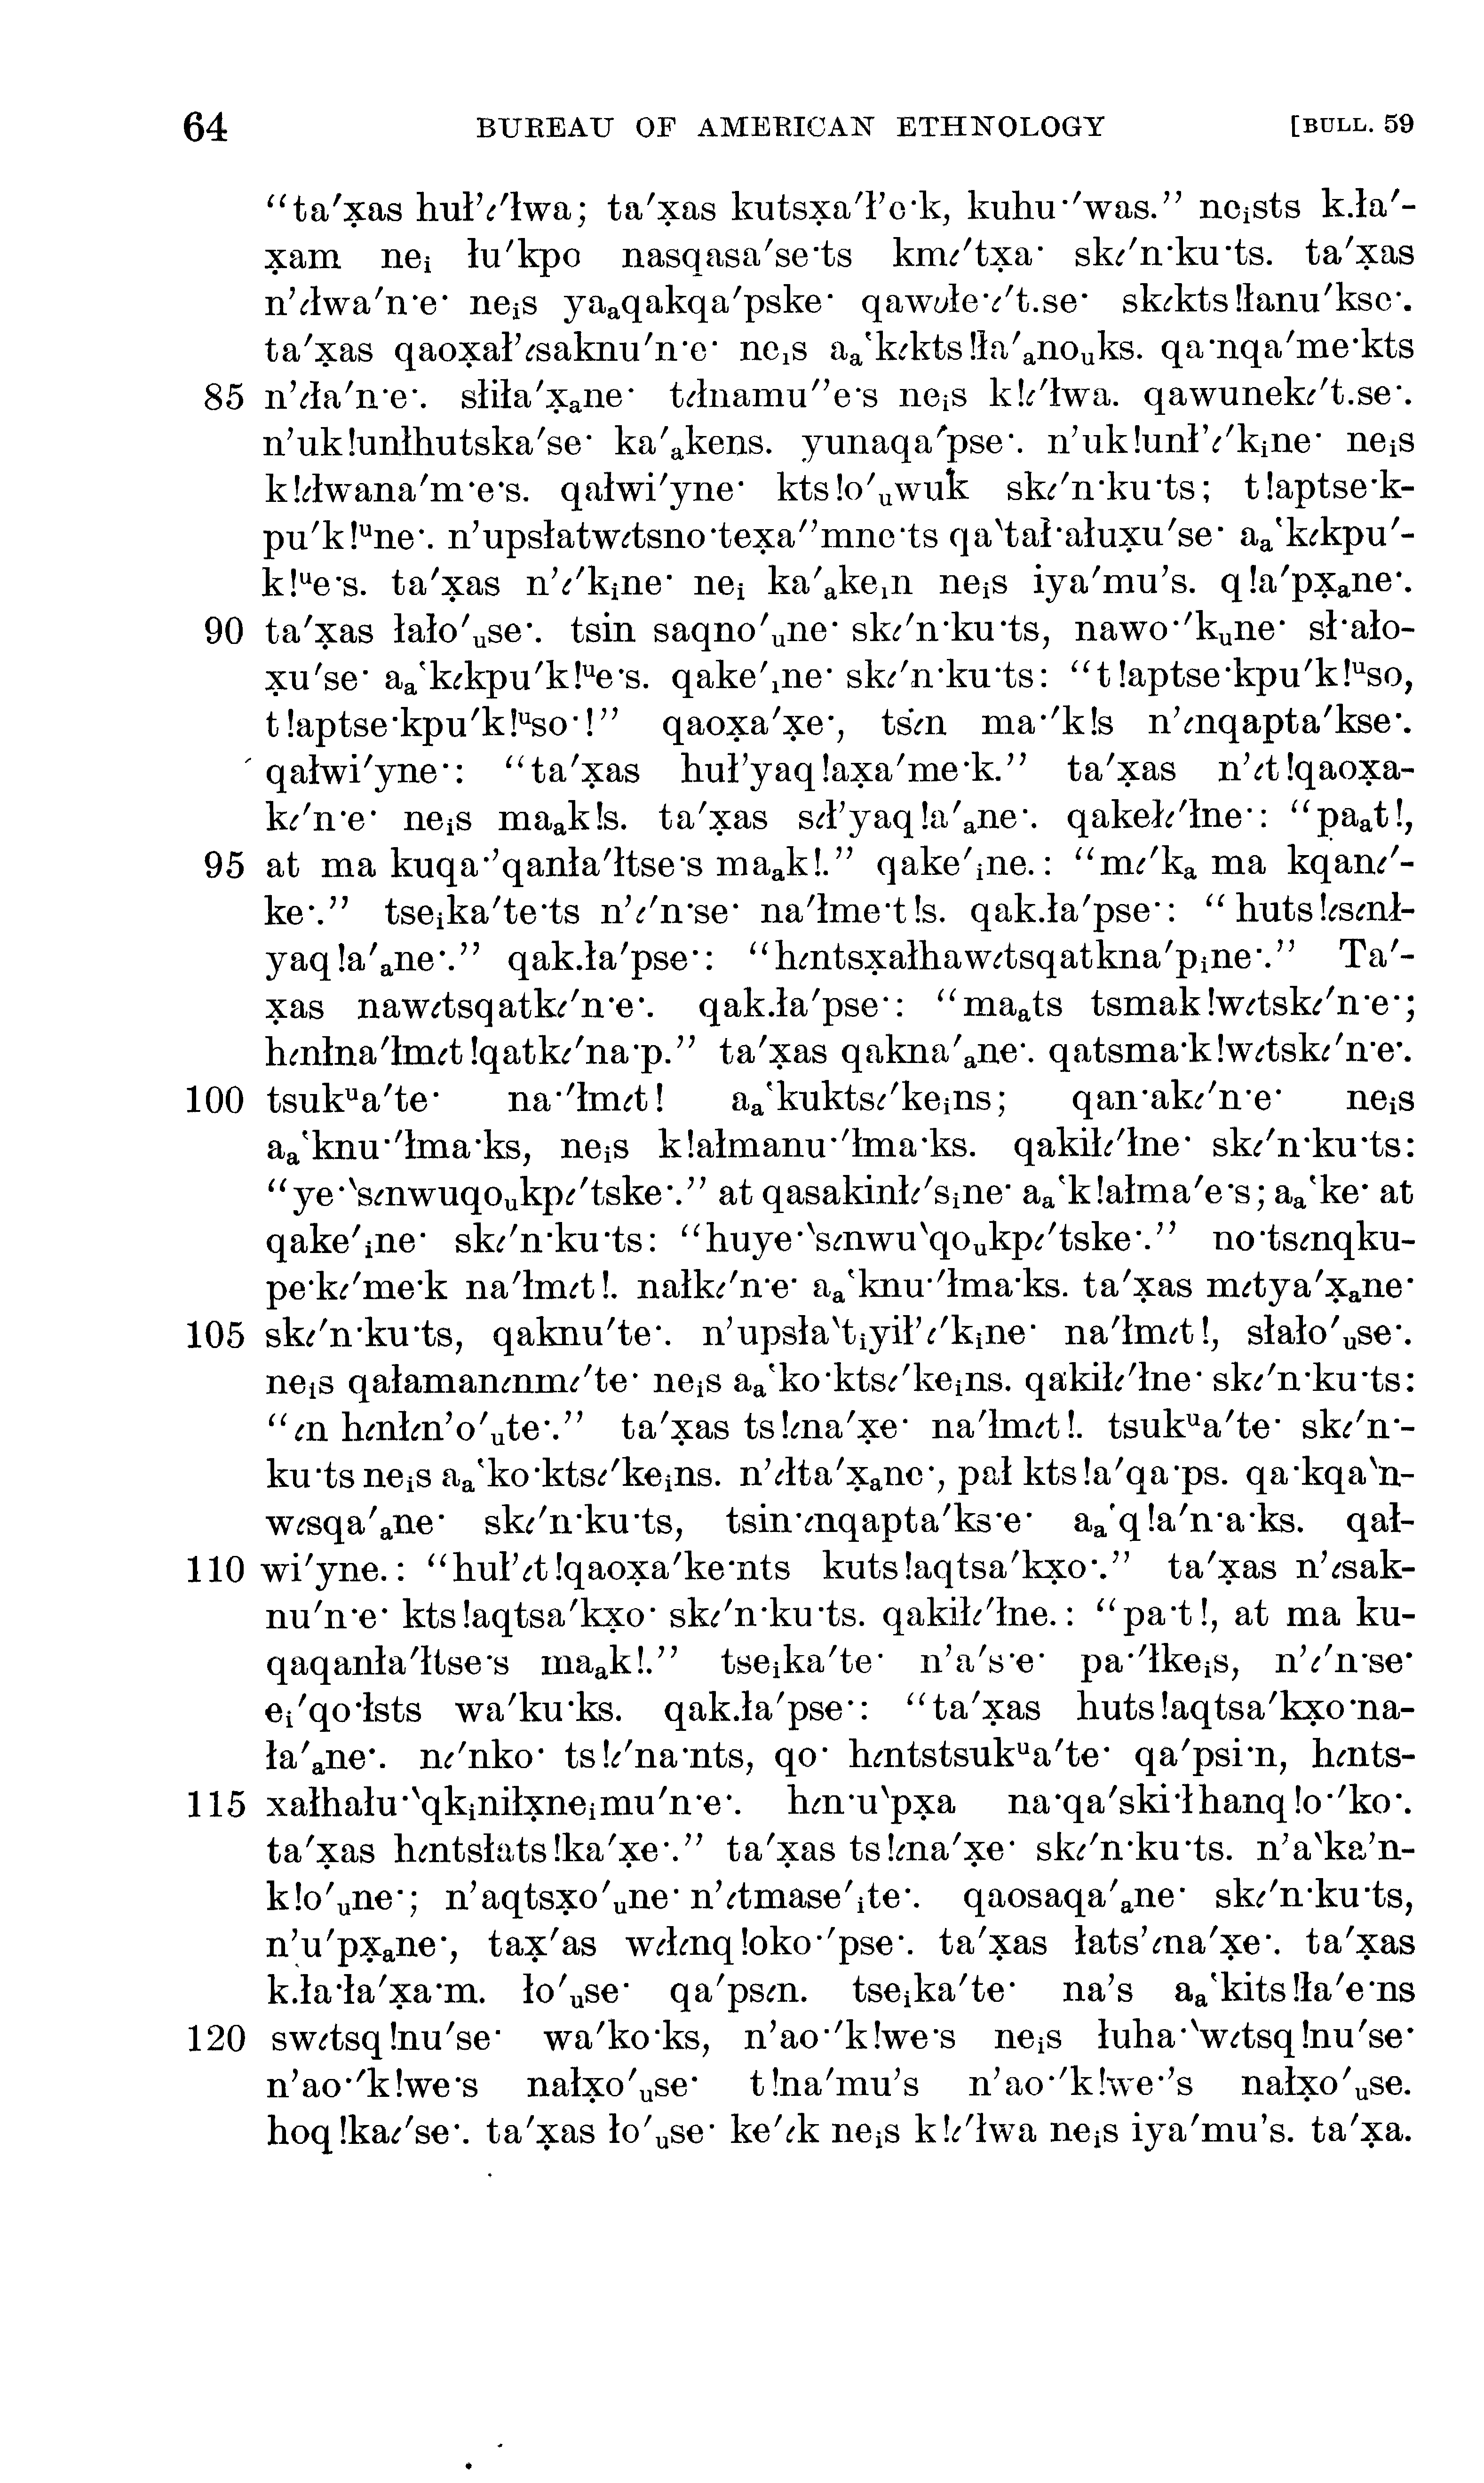 64 BUREAU OF AMERICAN ETHNOLOGY [BULL. 59
“ta′x̣as huł’ɩ′łwa; ta′x̣as kutsx̣a′ł’e·k, kuhu·′was.” neᵢsts k.ła′-
x̣am neᵢ łu′kpo nasqasa′se·ts kmɩ′tx̣a· skɩ′n·ku·ts. ta′x̣as
n’ɩłwa′n·e· neᵢs yaₐqakqa′pske· qawułe·ɩ′t.se· skɩkts!łanu′kse·.
ta′x̣as qaox̣ał’ɩsaknu′n·e· neᵢs aₐ‘kɩkts!ła′ₐnoᵤks. qa·nqa′me·kts
85 n’ɩła′n·e·. słiła′x̣ₐne· tɩłnamu′’e·s neᵢs k!ɩ′łwa. qawunekɩ′t.se·.
n’uk!unłhutska′se· ka′ₐkens. yunaqa′pse·. n’uk!unł’ɩ′kᵢne· neᵢs
k!ɩłwana′m·e·s. qałwi′yne· kts!o′ᵤwuk skɩ′n·ku·ts; t!aptse·k-
pu′k!ᵘne·. n’upsłatwɩtsno·texa′’mne·ts qa‵tał·ałux̣u′se· aₐ‘kɩkpu′-
k!ᵘe·s. ta′x̣as n’ɩ′kᵢne· neᵢ ka′ₐkeᵢn neᵢs iya′mu’s. q!a′px̣ₐne·.
90 ta′x̣as łało′ᵤse·. tsin saqno′ᵤne· skɩ′n·ku·ts, nawo·′kᵤne· sł·ało-
x̣u′se· aₐ‘kɩkpu′k!ᵘe·s. qake′ᵢne· skɩ′n·ku·ts: “t!aptse·kpu′k!ᵘso,
t!aptse·kpu′k!ᵘso·!” qaox̣a′x̣e·, tsɩn ma·′k!s n’ɩnqapta′kse·.
qałwi′yne·: “ta′x̣as huł’yaq!ax̣a′me·k.” ta′x̣as n’ɩt!qaox̣a-
kɩ′n·e· neᵢs maₐk!s. ta′x̣as sɩł’yaq!a′ₐne·. qakełɩ′łne·: “paₐt!,
95 at ma kuqa·’qanła′łtse·s maₐk!.” qake′ᵢne.: “mɩ′kₐ ma kqanɩ′-
ke·.” tseᵢka′te·ts n’ɩ′n·se· na′łme·t!s. qak.ła′pse·: “huts!ɩsɩnł-
yaq!a′ₐne·.” qak.ła′pse·: “hɩntsx̣ałhawɩtsqatkna′pᵢne·.” Ta′-
x̣as nawɩtsqatkɩ′n·e·. qak.ła′pse·: “maₐts tsmak!wɩtskɩ′n·e·;
hɩnłna′łmɩt!qatkɩ′na·p.” ta′x̣as qakna′ₐne·. qatsma·k!wɩtskɩ′n·e·.
100 tsukᵘa′te· na·′łmɩt! aₐ‘kuktsɩ′keᵢns; qan·akɩ′n·e· neᵢs
aₐ‘knu·′łma·ks, neᵢs k!ałmanu·′łma·ks. qakiłɩ′łne· skɩ′n·ku·ts:
“ye·‵sɩnwuqoᵤkpɩ′tske·.” at qasakinłɩ′sᵢne· aₐ‘k!ałma′e·s; aₐ‘ke· at
qake′ᵢne· skɩ′n·ku·ts: “huye·‵sɩnwu‵qoᵤkpɩ′tske·.” no·tsɩnqku-
pe·kɩ′me·k na′łmɩt!. nałkɩ′n·e· aₐ‘knu·′łma·ks. ta′x̣as mɩtya′x̣ₐne·
105 skɩ′n·ku·ts, qaknu′te·. n’upsła‵tᵢyił’ɩ′kᵢne· na′łmɩt!, słało′ᵤse·.
neᵢs qałamanɩnmɩ′te· neᵢs aₐ‘ko·ktsɩ′keᵢns. qakiłɩ′łne· skɩ′n·ku·ts:
“ɩn hɩnłɩn’o′ᵤte·.” ta′x̣as ts!ɩna′x̣e· na′łmɩt!. tsukᵘa′te· skɩ′n·-
ku·ts neᵢs aₐ‘ko·ktsɩ′keᵢns. n’ɩłta′x̣ₐne·, pał kts!a′qa·ps. qa·kqa‵n-
wɩsqa′ₐne· skɩ′n·ku·ts, tsin·ɩnqapta′ks·e· aₐ‘q!a′n·a·ks. qał-
110 wi′yne.: “huł’ɩt!qaox̣a′ke·nts kuts!aqtsa′kx̣o·.” ta′x̣as n’ɩsak-
nu′n·e· kts!aqtsa′kx̣o· skɩ′n·ku·ts. qakiłɩ′łne.: “pa·t!, at ma ku-
qaqanła′łtse·s maₐk!.” tseᵢka′te· n’a′s·e· pa·′łkeᵢs, n’ɩ′n·se·
eᵢ′qo·łsts wa′ku·ks. qak.ła′pse·: “ta′x̣as huts!aqtsa′kx̣o·na-
ła′ₐne·. nɩ′nko· ts!ɩ′na·nts, qo· hɩntstsukᵘa′te· qa′psi·n, hɩnts-
115 x̣ałhału·‵qkᵢniłx̣neᵢmu′n·e·. hɩn·u‵px̣a na·qa′ski·łhanq!o·′ko·.
ta′x̣as hɩntsłats!ka′x̣e·.” ta′x̣as ts!ɩna′x̣e· skɩ′n·ku·ts. n’a‵ka’n-
k!o′ᵤne·; n’aqtsx̣o′ᵤne· n’ɩtmase′ᵢte·. qaosaqa′ₐne· skɩ′n·ku·ts,
n’u′px̣ₐne·, tax̣′as wɩłɩnq!oko·′pse·. ta′x̣as łats’ɩna′x̣e·. ta′x̣as
k.ła·ła′x̣a·m. ło′ᵤse· qa′psɩn. tseᵢka′te· na’s aₐ‘kits!ła′e·ns
120 swɩtsq!nu′se· wa′ko·ks, n’ao·′k!we·s neᵢs łuha·‵wɩtsq!nu′se·
n’ao·′k!we·s nałx̣o′ᵤse· t!na′mu’s n’ao·′k!we·’s nałx̣o′ᵤse.
hoq!kaɩ′se·. ta′x̣as ło′ᵤse· ke′ɩk neᵢs k!ɩ′łwa neᵢs iya′mu’s. ta′x̣a.